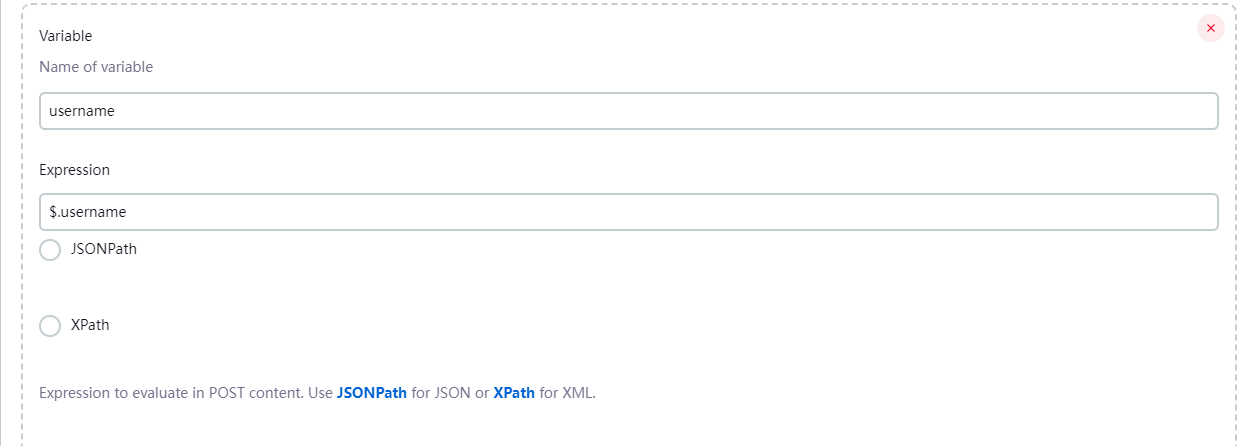 Variable
Name of variable
username
Expression
$.username
JSONPath
XPath
Expression to evaluate in POST content. Use JSONPath for JSON or XPath for XML.